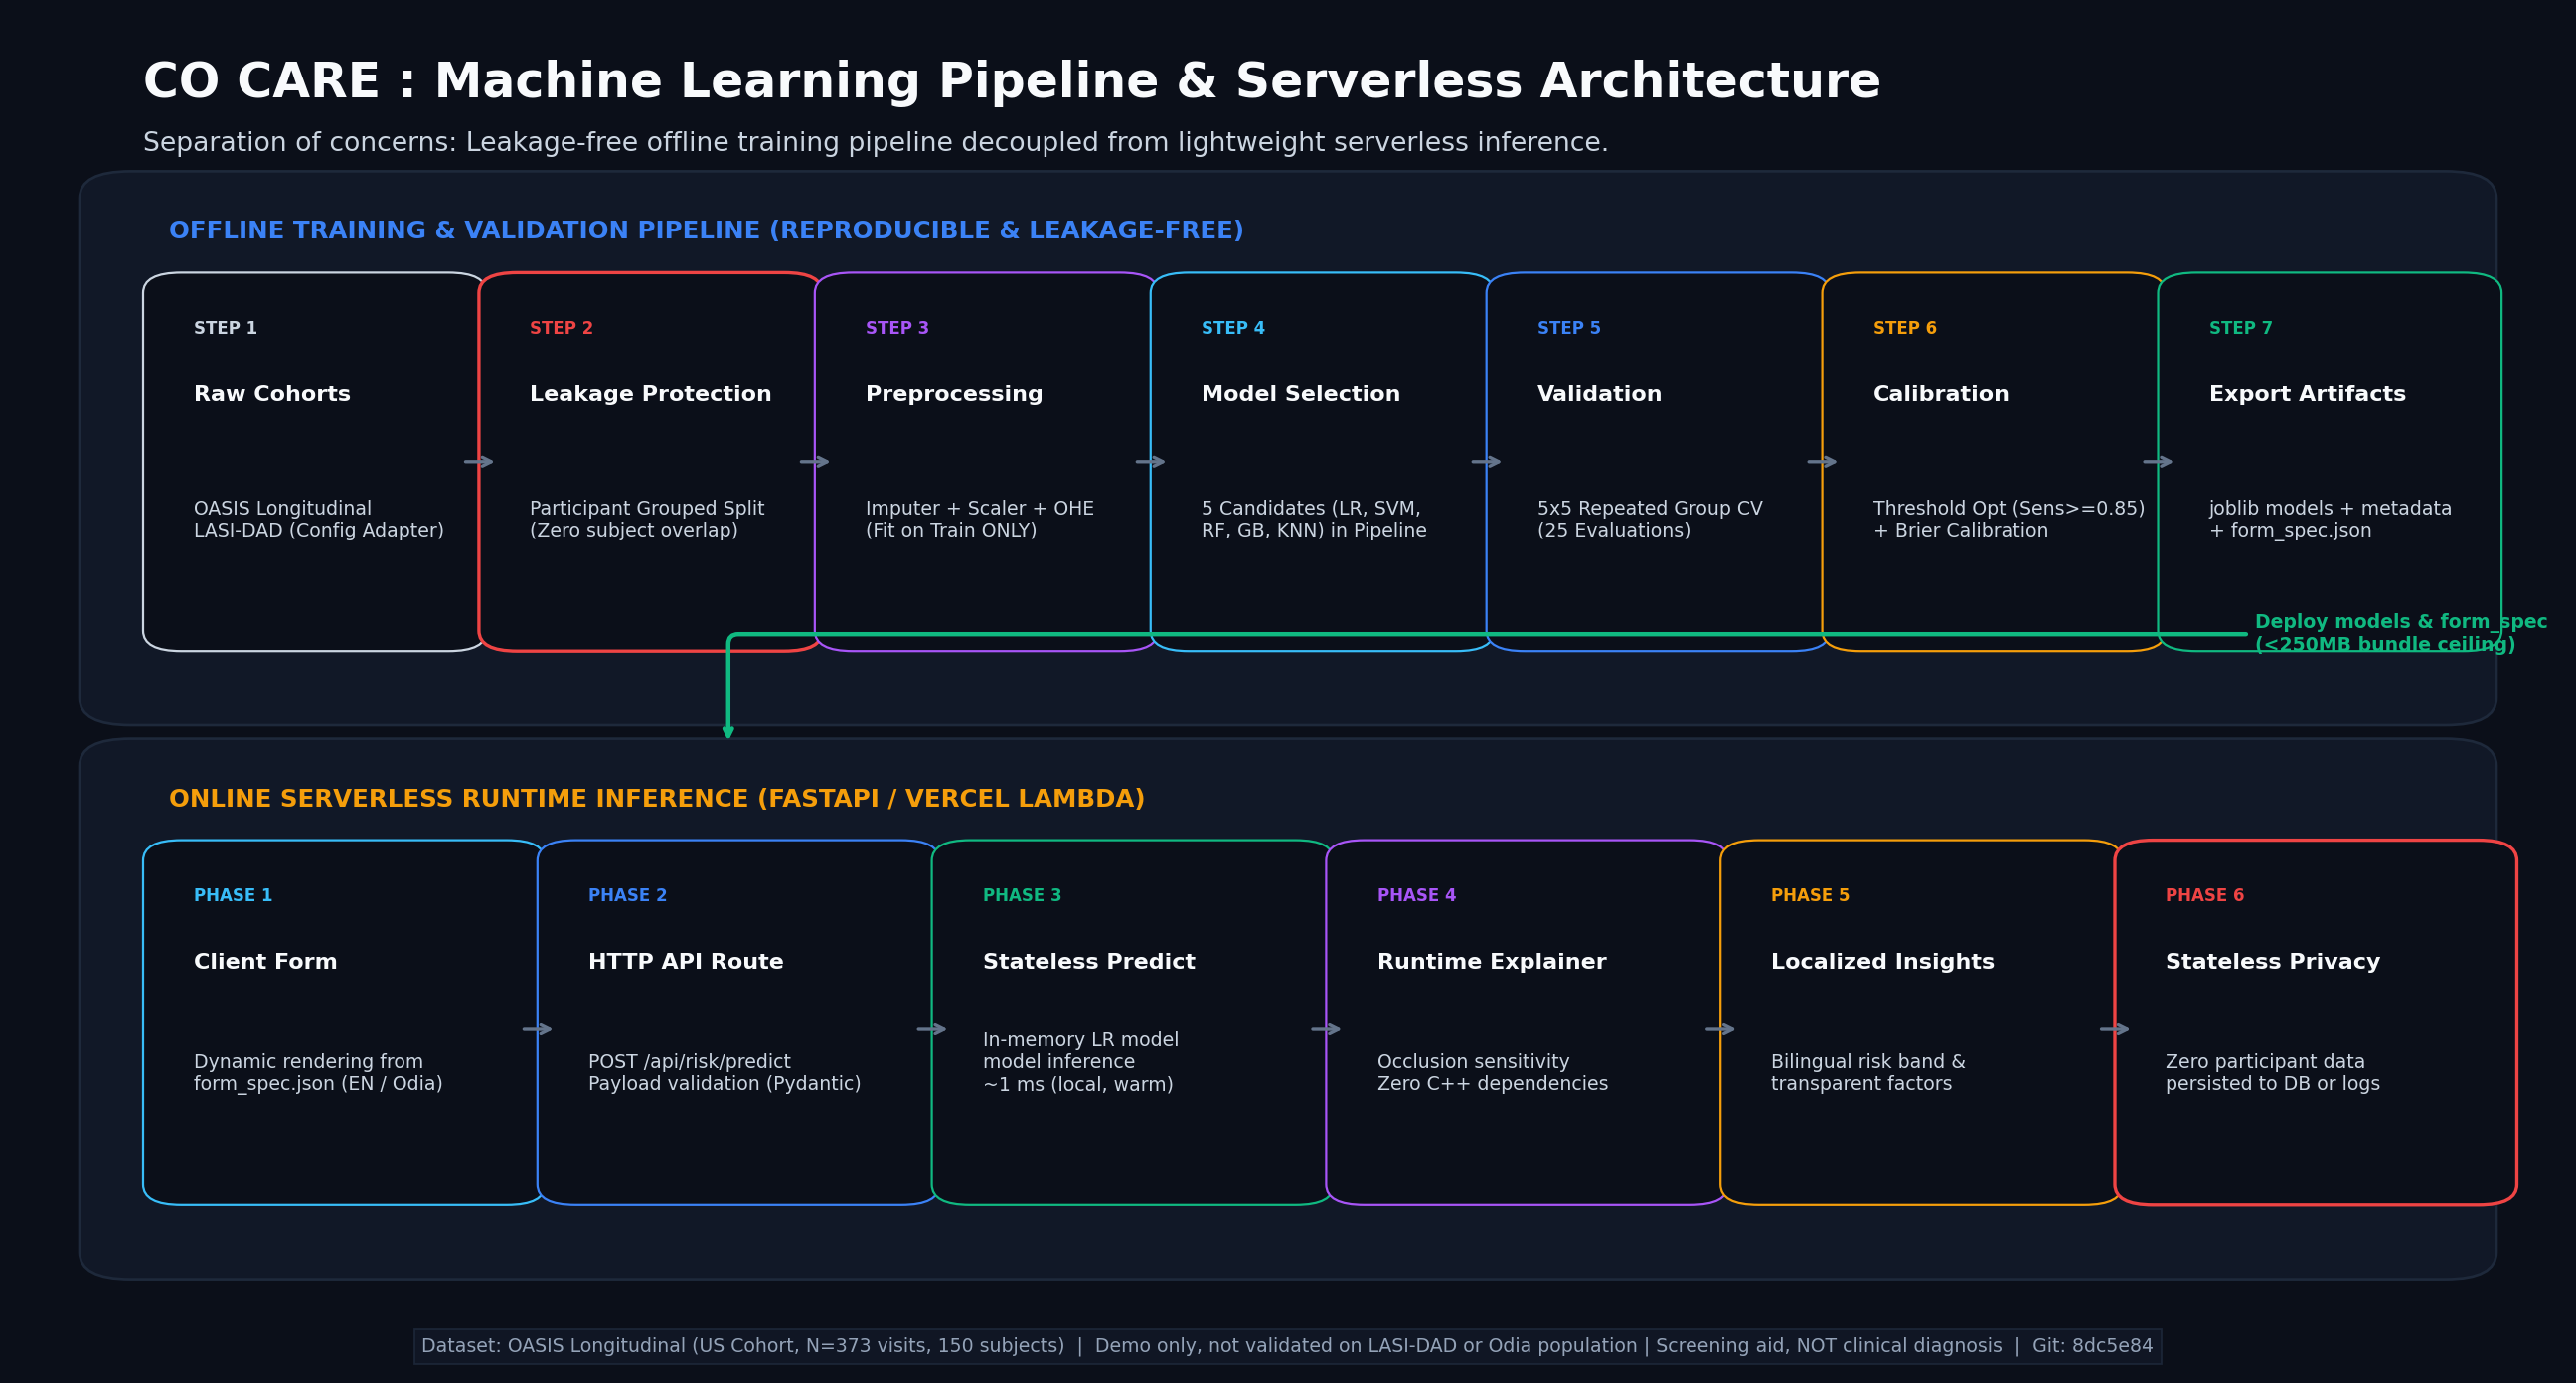 CO CARE : Machine Learning Pipeline & Serverless Architecture
Separation of concerns: Leakage-free offline training pipeline decoupled from lightweight serverless inference.
OFFLINE TRAINING & VALIDATION PIPELINE (REPRODUCIBLE & LEAKAGE-FREE)
STEP 1
Raw Cohorts
OASIS Longitudinal
LASI-DAD (Config Adapter)
STEP 2
Leakage Protection
Participant Grouped Split
(Zero subject overlap)
STEP 3
Preprocessing
Imputer + Scaler + OHE
(Fit on Train ONLY)
STEP 4
Model Selection
5 Candidates (LR, SVM,
RF, GB, KNN) in Pipeline
STEP 5
Validation
5x5 Repeated Group CV
(25 Evaluations)
STEP 6
Calibration
Threshold Opt (Sens>=0.85)
+ Brier Calibration
STEP 7
Export Artifacts
joblib models + metadata
+ form_spec.json
Deploy models & form_spec
(<250MB bundle ceiling)
ONLINE SERVERLESS RUNTIME INFERENCE (FASTAPI / VERCEL LAMBDA)
PHASE 1
Client Form
Dynamic rendering from
form_spec.json (EN / Odia)
PHASE 2
HTTP API Route
POST /api/risk/predict
Payload validation (Pydantic)
PHASE 3
Stateless Predict
In-memory LR model
model inference
~1 ms (local, warm)
PHASE 4
Runtime Explainer
Occlusion sensitivity
Zero C++ dependencies
PHASE 5
Localized Insights
Bilingual risk band &
transparent factors
PHASE 6
Stateless Privacy
Zero participant data
persisted to DB or logs
Dataset: OASIS Longitudinal (US Cohort, N=373 visits, 150 subjects) | Demo only, not validated on LASI-DAD or Odia population | Screening aid, NOT clinical diagnosis | Git: 8dc5e84